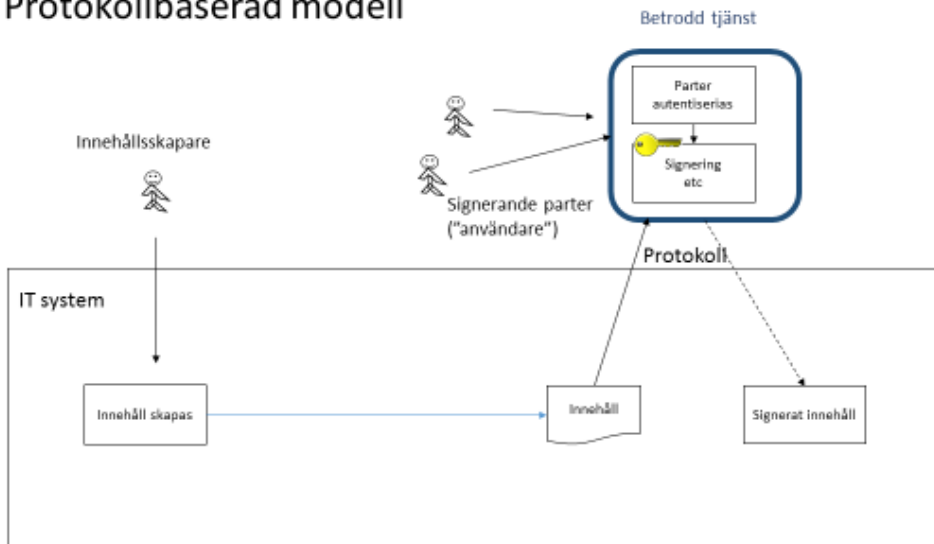 Protokollbaserad modell
Betrodd tjänst
Parter
autentiserias
Innehållsskapare
Signering
etc
Signerande parter
("användare")
Protokoll
IT system
Innehåll skapas
Innehåll
Signerat innehåll